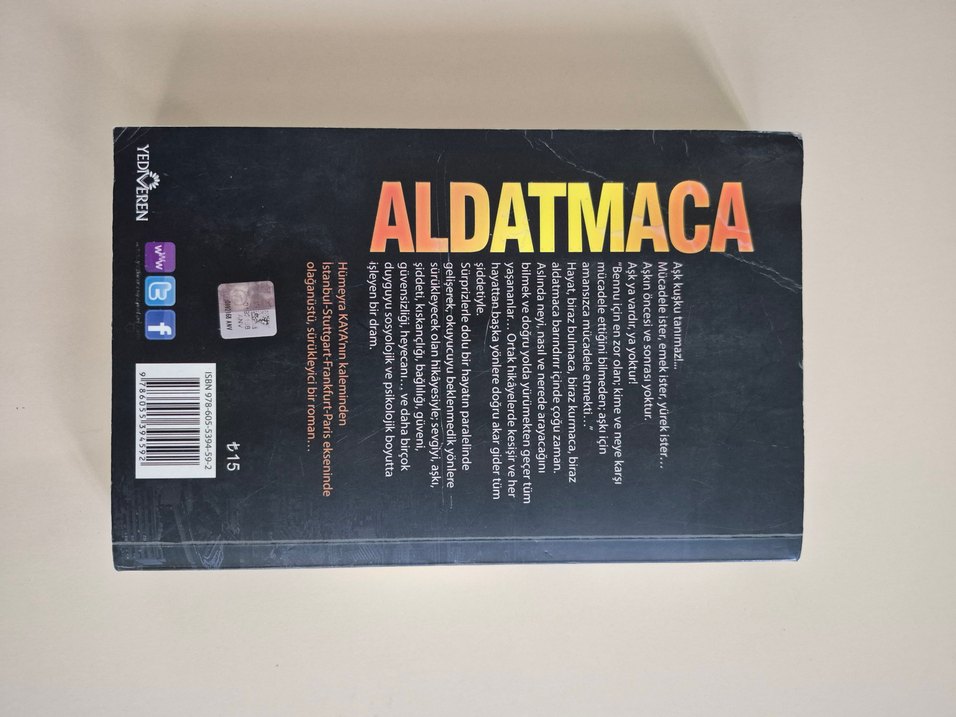 ALDATMACA
Aşk kuşku tanımaz!...
Mücadele ister, emek ister, yürek ister…
Aşkın öncesi ve sonrası yoktur.
Aşk ya vardır, ya yoktur!
"Bennu için en zor olan; kime ve neye karşı
mücadele ettiğini bilmeden; aşkı için
amansızca mücadele etmekti…"
Hayat, biraz bulmaca, biraz kurmaca, biraz
aldatmaca barındırır içinde çoğu zaman.
Aslında neyi, nasıl ve nerede arayacağını
bilmek ve doğru yolda yürümekten geçer tüm
yaşananlar… Ortak hikâyelerde kesişir ve her
hayattan başka yönlere doğru akar gider tüm
şiddetiyle.
Sürprizlerle dolu bir hayatın paralelinde
gelişerek, okuyucuyu beklenmedik yönlere
sürükleyecek olan hikâyesiyle; sevgiyi, aşkı,
şiddeti, kıskançlığı, bağlılığı, güveni,
güvensizliği, heyecanı… ve daha birçok
duyguyu sosyolojik ve psikolojik boyutta
işleyen bir dram.
Hümeyra KAYA'nın kaleminden
İstanbul-Stuttgart-Frankfurt-Paris ekseninde
olağanüstü, sürükleyici bir roman…
₺15
ISBN 978-605-5394-59-2
9786055394592
YEDİVEREN
www